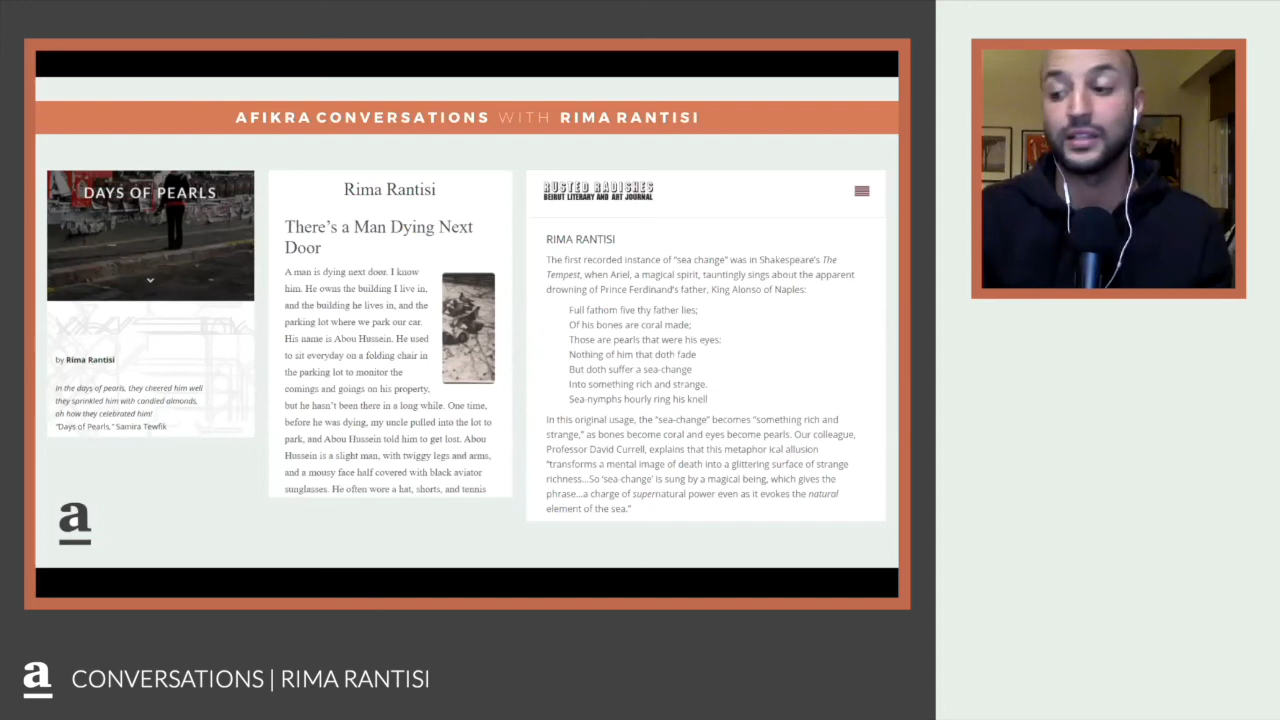 AFIKRA CONVERSATIONS WITH RIMA RANTISI
DAYS OF PEARLS
by Rima Rantisi
In the days of pearls, they cheered him well
they sprinkled him with candied almonds,
oh how they celebrated him!
"Days of Pearls," Samira Tewfik
Rima Rantisi
There's a Man Dying Next
Door
A man is dying next door. I know
him. He owns the building I live in,
and the building he lives in, and the
parking lot where we park our car.
His name is Abou Hussein. He used
to sit everyday on a folding chair in
the parking lot to monitor the
comings and goings on his property,
but he hasn't been there in a long while. One time,
before he was dying, my uncle pulled into the lot to
park, and Abou Hussein told him to get lost. Abou
Hussein is a slight man, with twiggy legs and arms,
and a mousy face half covered with black aviator
sunglasses. He often wore a hat, shorts, and tennis
RUSTED RADISHES
BEIRUT LITERARY AND ART JOURNAL
RIMA RANTISI
The first recorded instance of "sea change" was in Shakespeare's The
Tempest, when Ariel, a magical spirit, tauntingly sings about the apparent
drowning of Prince Ferdinand's father, King Alonso of Naples:
Full fathom five thy father lies;
Of his bones are coral made;
Those are pearls that were his eyes:
Nothing of him that doth fade
But doth suffer a sea-change
Into something rich and strange.
Sea-nymphs hourly ring his knell
In this original usage, the "sea-change" becomes "something rich and
strange," as bones become coral and eyes become pearls. Our colleague,
Professor David Currell, explains that this metaphor ical allusion
"transforms a mental image of death into a glittering surface of strange
richness...So 'sea-change' is sung by a magical being, which gives the
phrase...a charge of supernatural power even as it evokes the natural
element of the sea."
a
a CONVERSATIONS | RIMA RANTISI